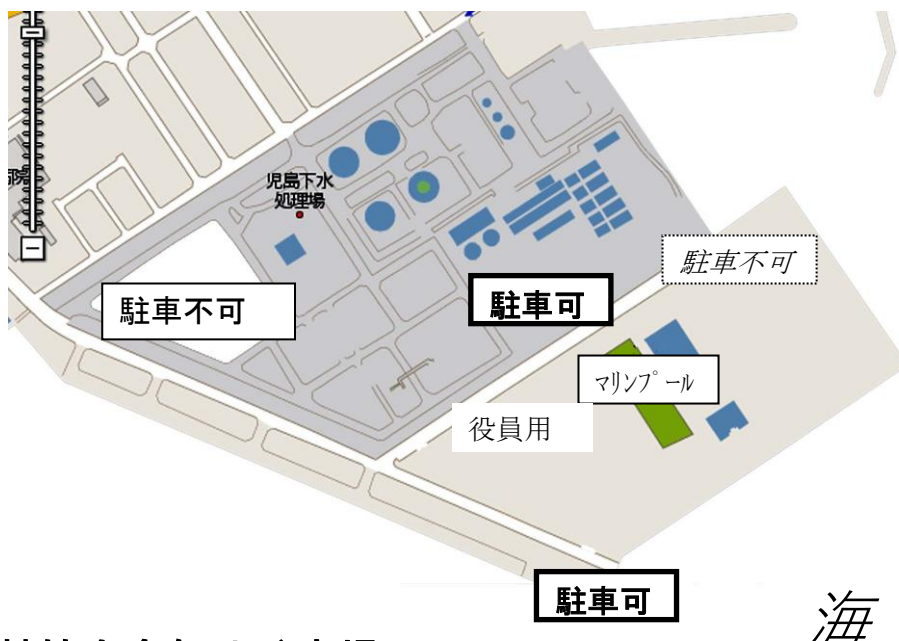 児島下水
処理場
駐車不可
駐車不可
駐車可
マリンプール
役員用
駐車可
海